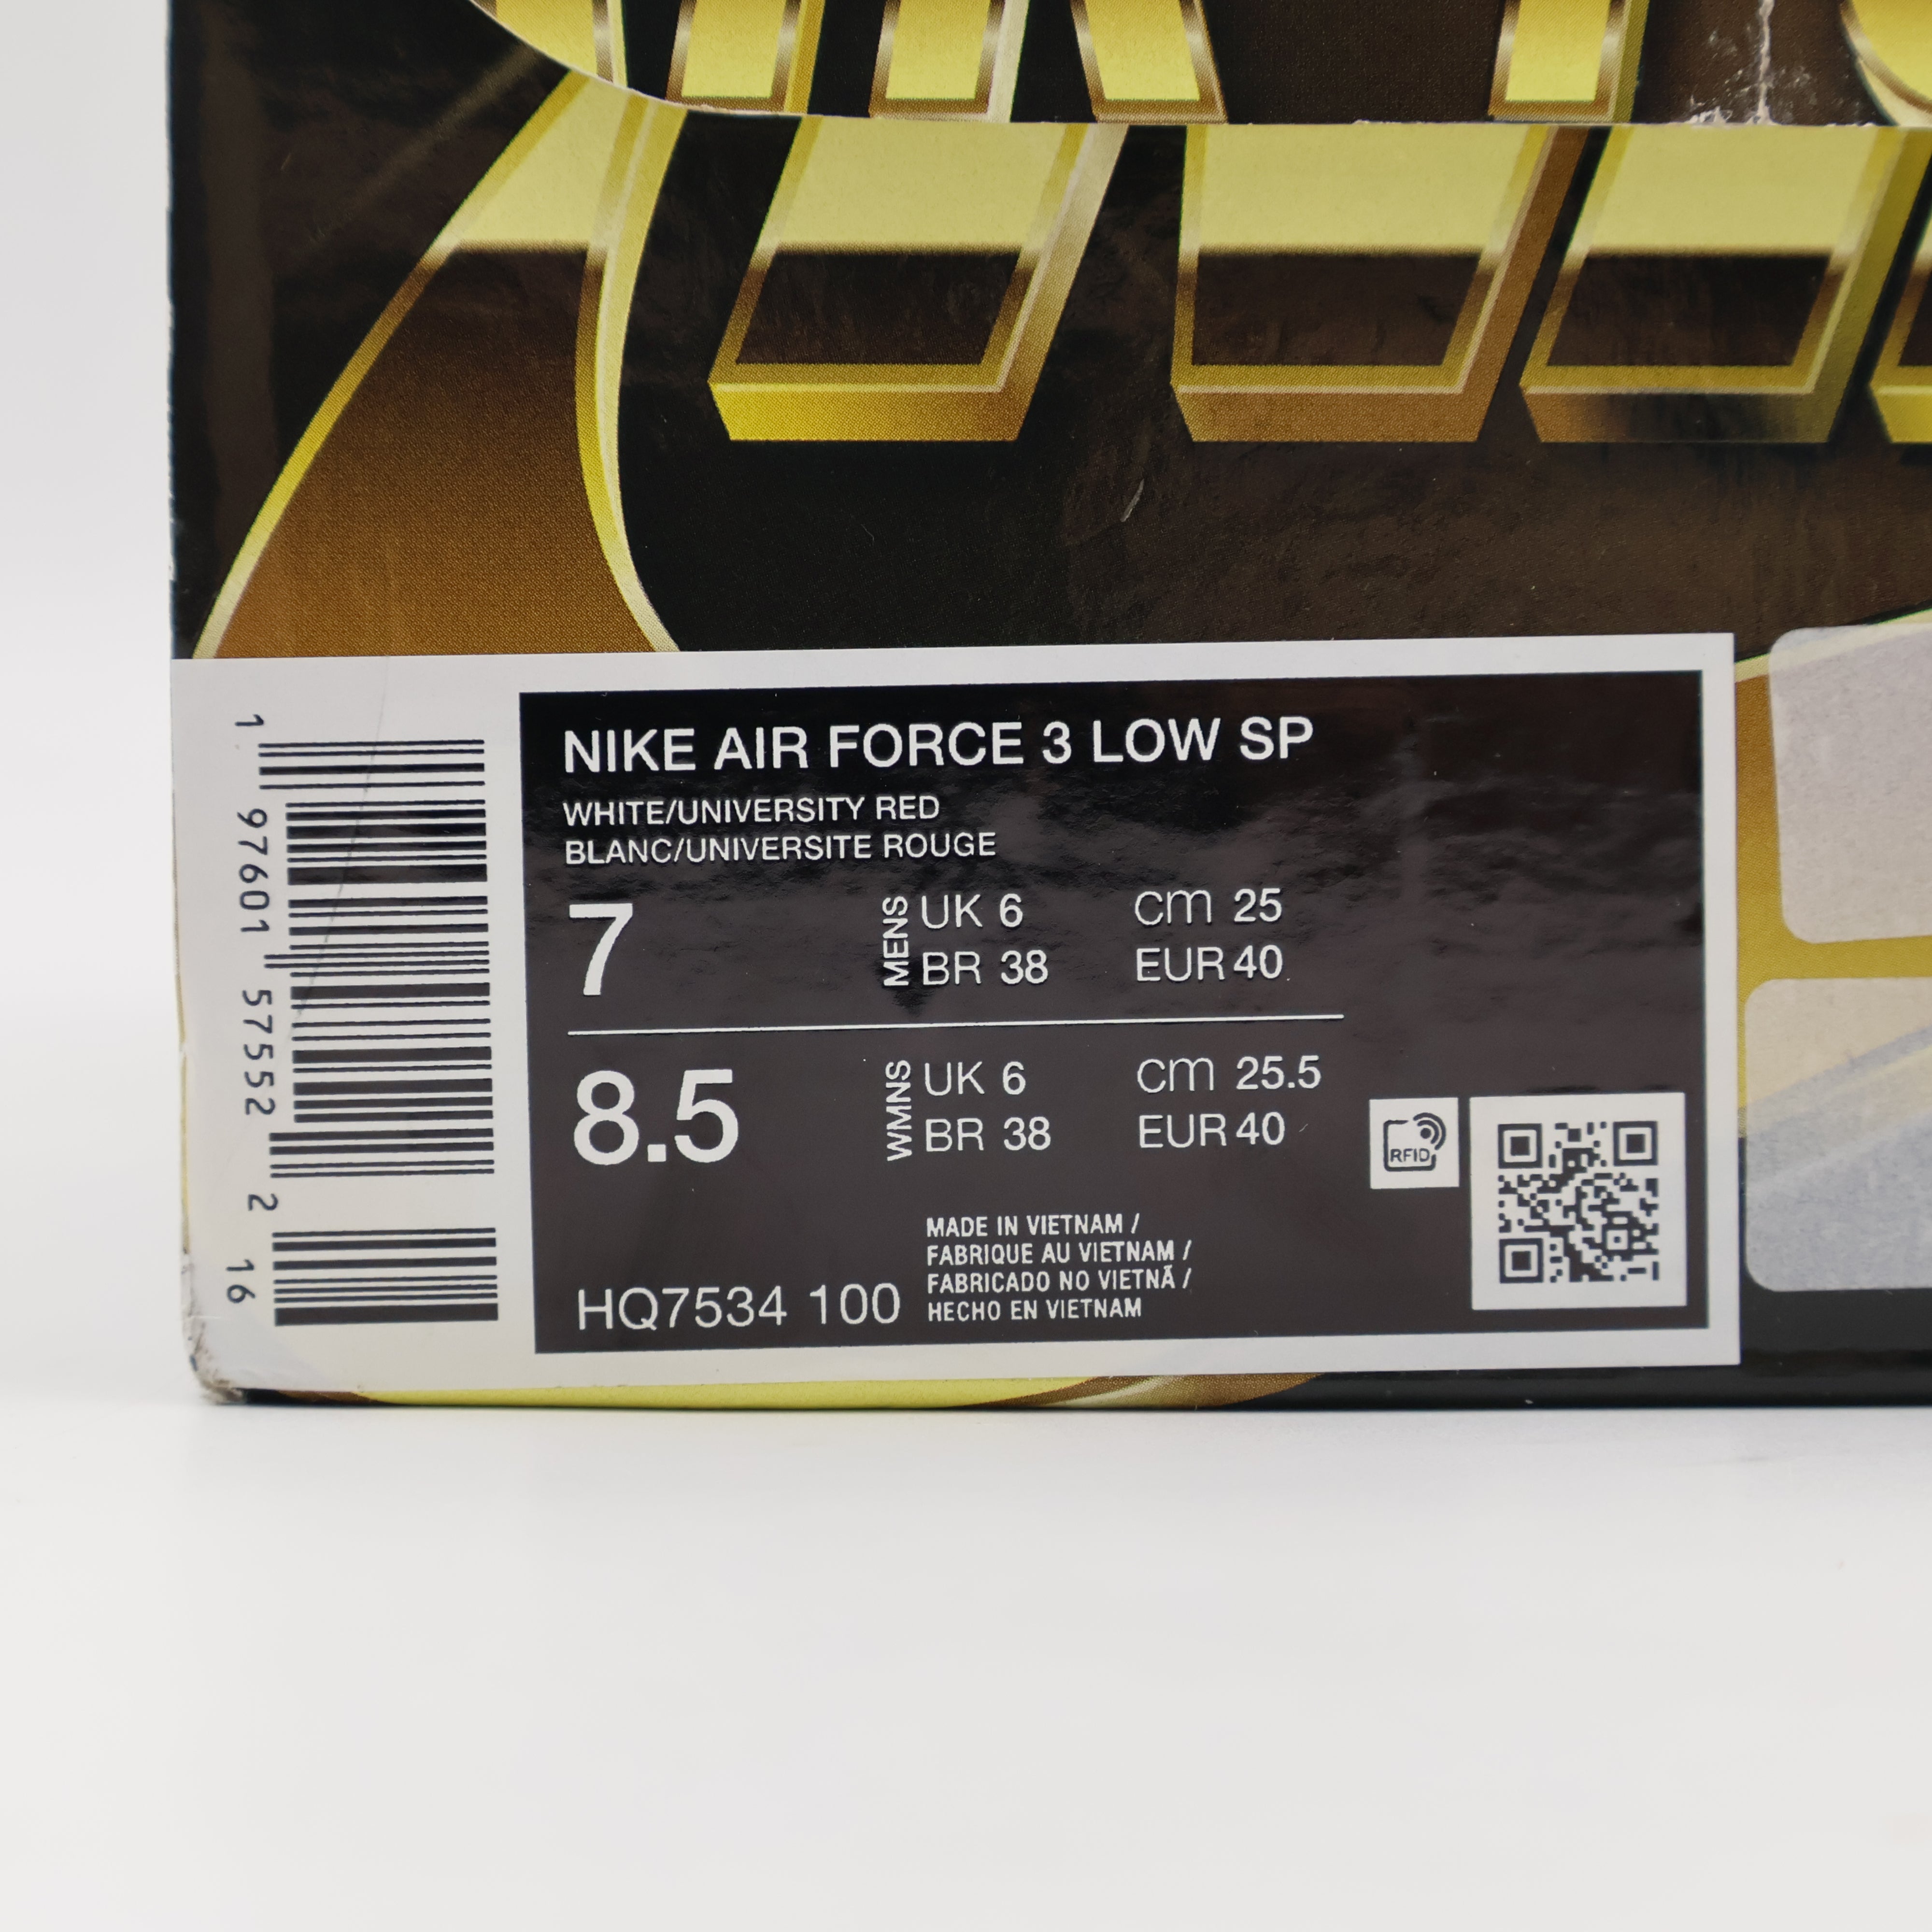 NIKE AIR FORCE 3 LOW SP
WHITE/UNIVERSITY RED
BLANC/UNIVERSITE ROUGE
7 MENS UK 6 cm 25
BR 38 EUR 40
8.5 WMNS UK 6 cm 25.5
BR 38 EUR 40
RFID
MADE IN VIETNAM /
FABRIQUE AU VIETNAM /
FABRICADO NO VIETNÃ /
HECHO EN VIETNAM
HQ7534 100
1 97601 57552 2 16